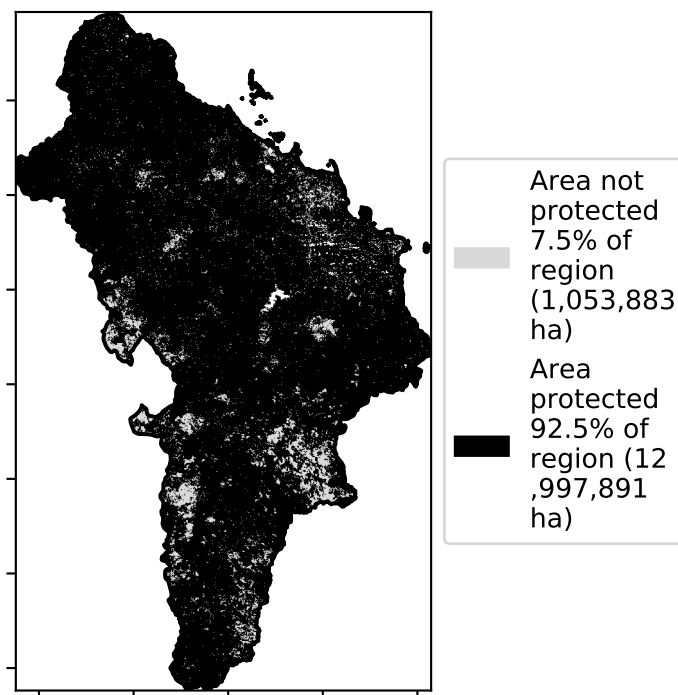 Area not
protected
7.5% of
region
(1,053,883
ha)
Area
protected
92.5% of
region (12
,997,891
ha)